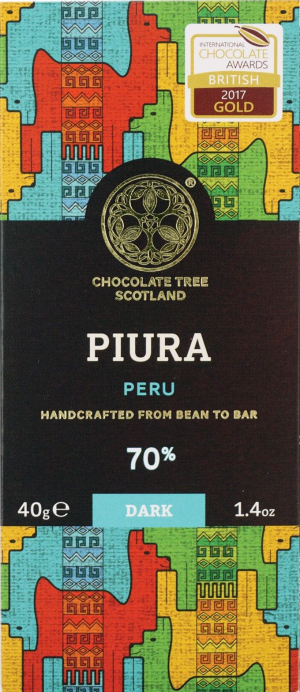 INTERNATIONAL
CHOCOLATE
AWARDS
BRITISH
2017
GOLD
®
CHOCOLATE TREE
SCOTLAND
PIURA
PERU
HANDCRAFTED FROM BEAN TO BAR
70%
40g℮ DARK 1.4oz